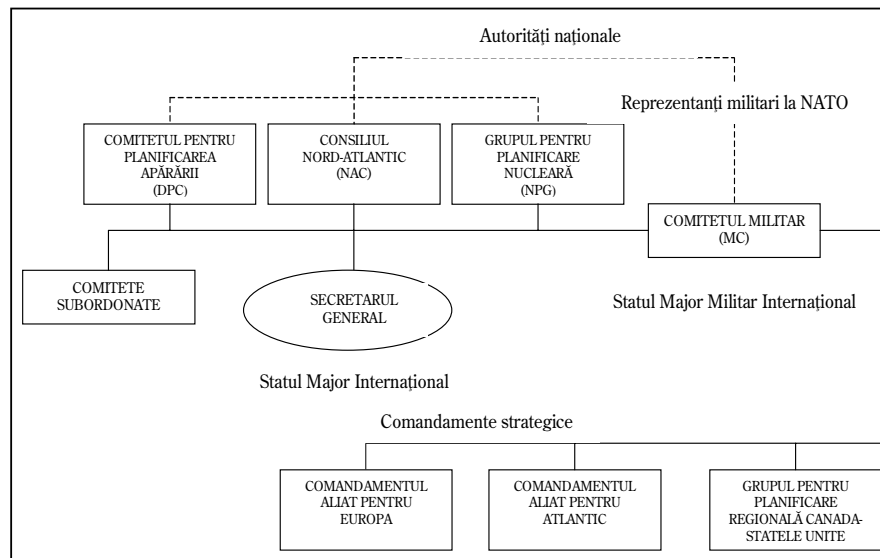 Autorități naționale
Reprezentanți militari la NATO
COMITETUL PENTRU
PLANIFICAREA
APĂRĂRII
(DPC)
CONSILIUL
NORD-ATLANTIC
(NAC)
GRUPUL PENTRU
PLANIFICARE
NUCLEARĂ
(NPG)
COMITETUL MILITAR
(MC)
COMITETE
SUBORDONATE
SECRETARUL
GENERAL
Statul Major Militar Internațional
Statul Major Internațional
Comandamente strategice
COMANDAMENTUL
ALIAT PENTRU
EUROPA
COMANDAMENTUL
ALIAT PENTRU
ATLANTIC
GRUPUL PENTRU
PLANIFICARE
REGIONALĂ CANADA-
STATELE UNITE